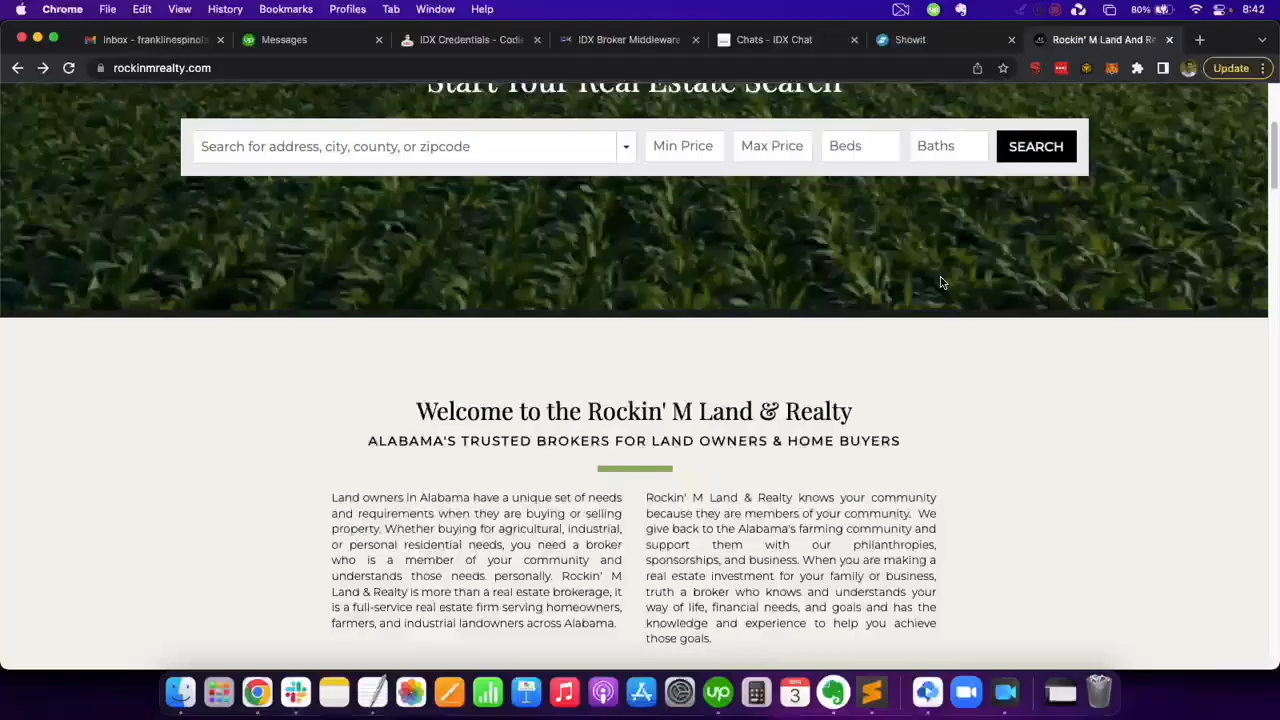 Chrome File Edit View History Bookmarks Profiles Tab Window Help 80% 8:42
Inbox - franklinespino
Messages
IDX Credentials - Codi
IDX Broker Middleware
Chats - IDX Chat
Showit
Rockin' M Land And Re
rockinmrealty.com
Update
Start Your Real Estate Search
Search for address, city, county, or zipcode
Min Price
Max Price
Beds
Baths
SEARCH
Welcome to the Rockin' M Land & Realty
ALABAMA'S TRUSTED BROKERS FOR LAND OWNERS & HOME BUYERS
Land owners in Alabama have a unique set of needs
and requirements when they are buying or selling
property. Whether buying for agricultural, industrial,
or personal residential needs, you need a broker
who is a member of your community and
understands those needs personally. Rockin' M
Land & Realty is more than a real estate brokerage, it
is a full-service real estate firm serving homeowners,
farmers, and industrial landowners across Alabama.
Rockin' M Land & Realty knows your community
because they are members of your community. We
give back to the Alabama's farming community and
support them with our philanthropies,
sponsorships, and business. When you are making a
real estate investment for your family or business,
truth a broker who knows and understands your
way of life, financial needs, and goals and has the
knowledge and experience to help you achieve
those goals.
up
3